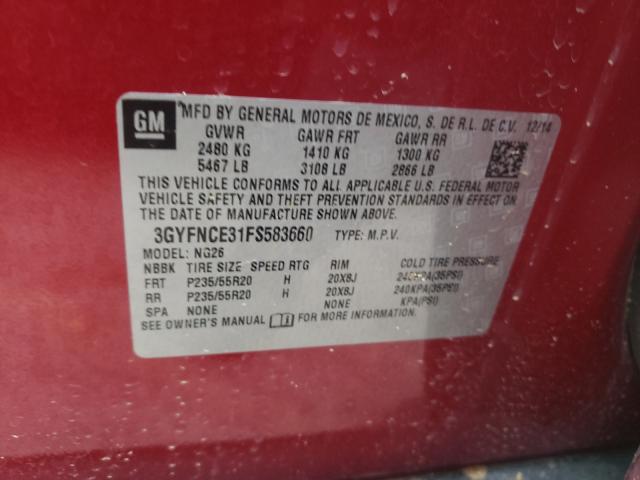 GM
MFD BY GENERAL MOTORS DE MEXICO, S. DE R.L. DE C.V. 12/14
GVWR GAWR FRT GAWR RR
2480 KG 1410 KG 1300 KG
5467 LB 3108 LB 2866 LB
THIS VEHICLE CONFORMS TO ALL APPLICABLE U.S. FEDERAL MOTOR
VEHICLE SAFETY AND THEFT PREVENTION STANDARDS IN EFFECT ON
THE DATE OF MANUFACTURE SHOWN ABOVE.
3GYFNCE31FS583660 TYPE: M.P.V.
MODEL: NG26
NBBK TIRE SIZE SPEED RTG RIM COLD TIRE PRESSURE
FRT P235/55R20 H 20X8J 240KPA(35PSI)
RR P235/55R20 H 20X8J 240KPA(35PSI)
SPA NONE NONE KPA(PSI)
SEE OWNER'S MANUAL FOR MORE INFORMATION.